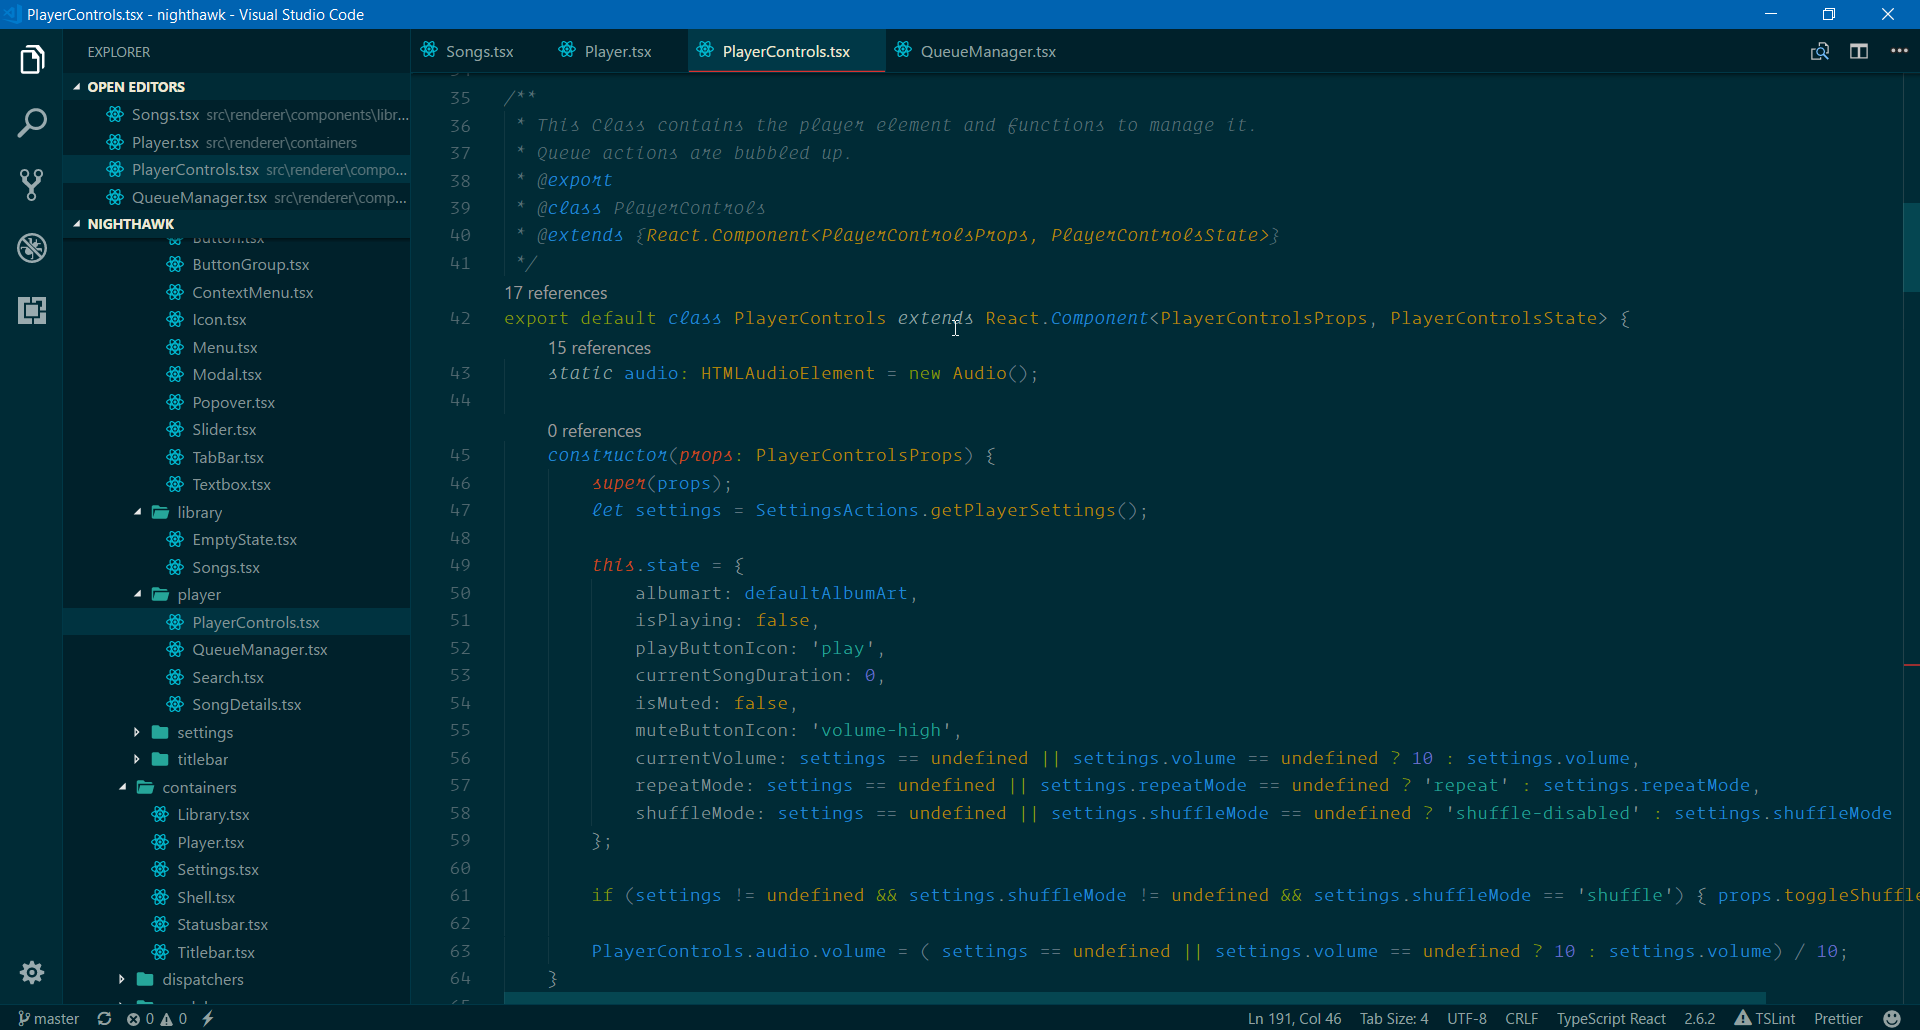 PlayerControls.tsx - nighthawk - Visual Studio Code
EXPLORER
OPEN EDITORS
Songs.tsx src\renderer\components\libr...
Player.tsx src\renderer\containers
PlayerControls.tsx src\renderer\compo...
QueueManager.tsx src\renderer\comp...
NIGHTHAWK
Button.tsx
ButtonGroup.tsx
ContextMenu.tsx
Icon.tsx
Menu.tsx
Modal.tsx
Popover.tsx
Slider.tsx
TabBar.tsx
Textbox.tsx
library
EmptyState.tsx
Songs.tsx
player
PlayerControls.tsx
QueueManager.tsx
Search.tsx
SongDetails.tsx
settings
titlebar
containers
Library.tsx
Player.tsx
Settings.tsx
Shell.tsx
Statusbar.tsx
Titlebar.tsx
dispatchers
Songs.tsx Player.tsx PlayerControls.tsx QueueManager.tsx
35 /**
36 * This Class contains the player element and functions to manage it.
37 * Queue actions are bubbled up.
38 * @export
39 * @class PlayerControls
40 * @extends {React.Component<PlayerControlsProps, PlayerControlsState>}
41 */
17 references
42 export default class PlayerControls extends React.Component<PlayerControlsProps, PlayerControlsState> {
15 references
43 static audio: HTMLAudioElement = new Audio();
44
0 references
45 constructor(props: PlayerControlsProps) {
46 super(props);
47 let settings = SettingsActions.getPlayerSettings();
48
49 this.state = {
50 albumart: defaultAlbumArt,
51 isPlaying: false,
52 playButtonIcon: 'play',
53 currentSongDuration: 0,
54 isMuted: false,
55 muteButtonIcon: 'volume-high',
56 currentVolume: settings == undefined || settings.volume == undefined ? 10 : settings.volume,
57 repeatMode: settings == undefined || settings.repeatMode == undefined ? 'repeat' : settings.repeatMode,
58 shuffleMode: settings == undefined || settings.shuffleMode == undefined ? 'shuffle-disabled' : settings.shuffleMode
59 };
60
61 if (settings != undefined && settings.shuffleMode != undefined && settings.shuffleMode == 'shuffle') { props.toggleShuffle
62
63 PlayerControls.audio.volume = ( settings == undefined || settings.volume == undefined ? 10 : settings.volume) / 10;
64 }
master 0 0 Ln 191, Col 46 Tab Size: 4 UTF-8 CRLF TypeScript React 2.6.2 TSLint Prettier